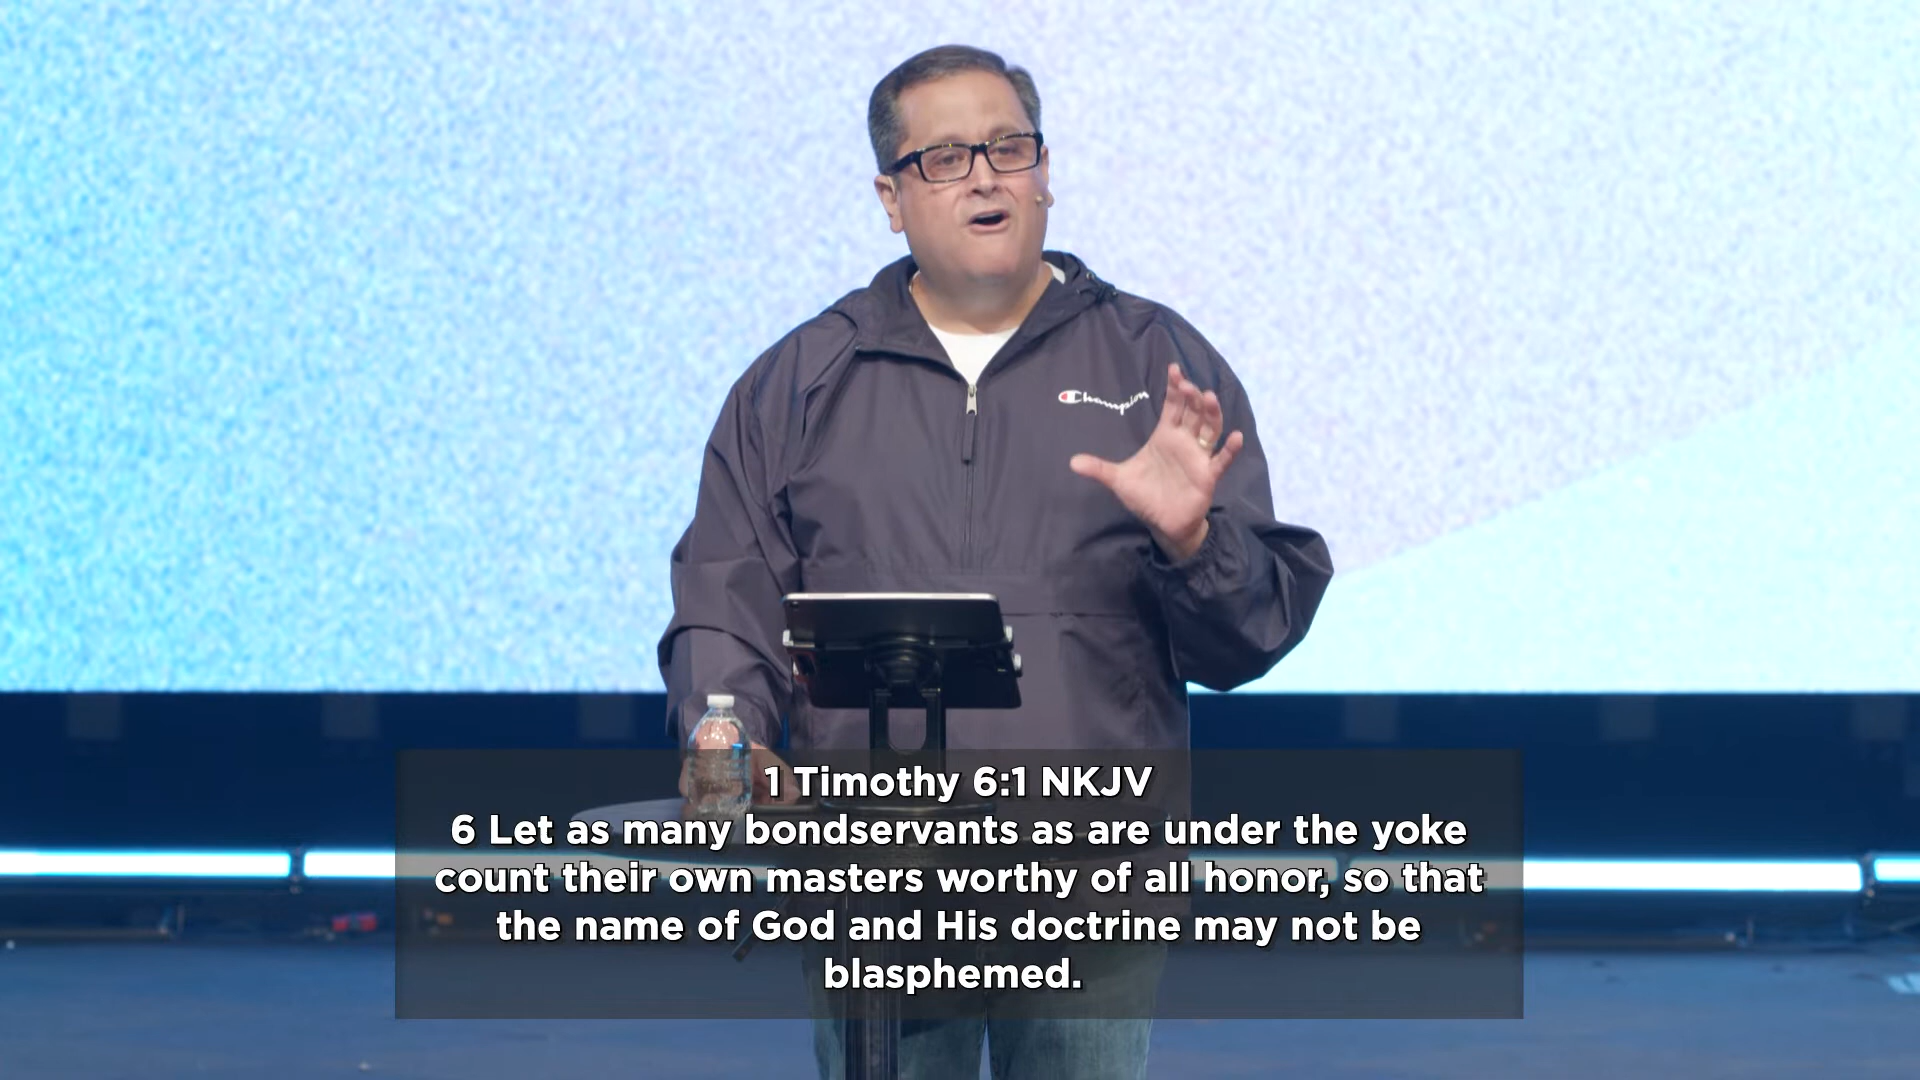 Champion
1 Timothy 6:1 NKJV
6 Let as many bondservants as are under the yoke
count their own masters worthy of all honor, so that
the name of God and His doctrine may not be
blasphemed.